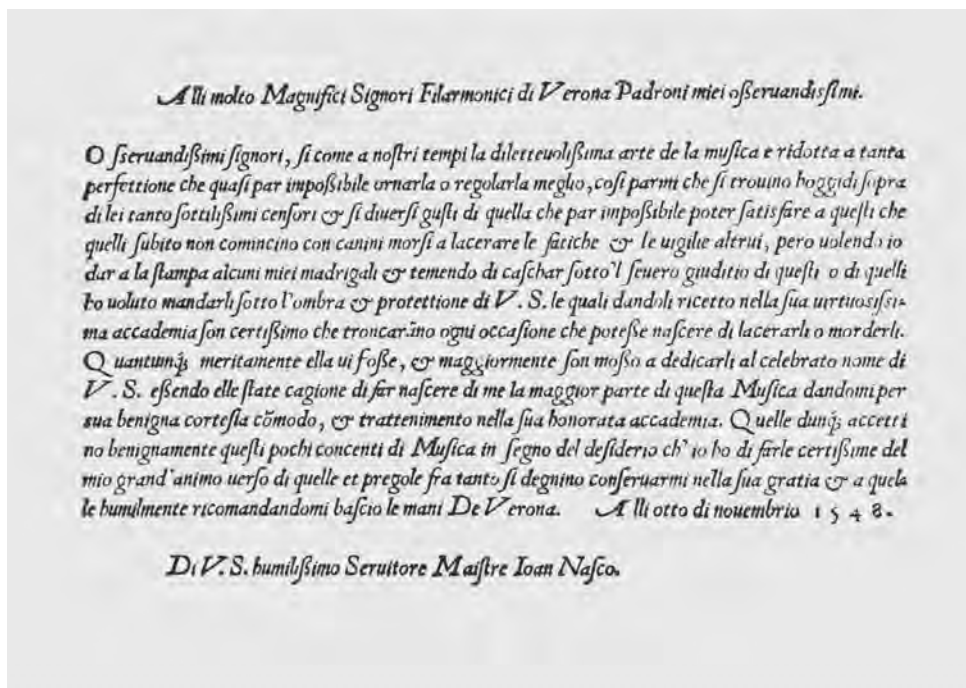 Alli molto Magnifici Signori Filarmonici di Verona Padroni miei oßeruandisſimi.
O ſseruandißimi ſignori, ſi come a noſtri tempi la diletteuolißima arte de la muſica e ridotta a tanta
perfettione che quaſi par impoßibile ornarla o regolarla meglio, coſi parmi che ſi trouino hoggidi ſopra
di lei tanto ſottilißimi cenſori & ſi diuerſi guſti di quella che par impoßibile poter ſatisfare a queſti che
quelli ſubito non comincino con canini morſi a lacerare le fatiche & le uigilie altrui, pero uolendo io
dar a la ſtampa alcuni miei madrigali & temendo di caſchar ſotto'l ſeuero giuditio di queſti o di quelli
ho uoluto mandarli ſotto l'ombra & protettione di V. S. le quali dandoli ricetto nella ſua uirtuosiſsi-
ma accademia ſon certißimo che troncarāno ogni occaſione che poteße naſcere di lacerarli o morderli.
Quantunq; meritamente ella ui foße, & maggiormente ſon moßo a dedicarli al celebrato nome di
V. S. eßendo elle ſtate cagione di far naſcere di me la maggior parte di queſta Muſica dandomi per
sua benigna corteſia cōmodo, & trattenimento nella ſua honorata accademia. Quelle dunq; accetti
no benignamente queſti pochi concenti di Muſica in ſegno del deſiderio ch' io ho di farle certißime del
mio grand'animo uerſo di quelle et pregole fra tanto ſi degnino conſeruarmi nella ſua gratia & a quela
le humilmente ricomandandomi baſcio le mani De Verona. Alli otto di nouembrio 1548.
Di V. S. humilißimo Seruitore Maiſtre Ioan Naſco.